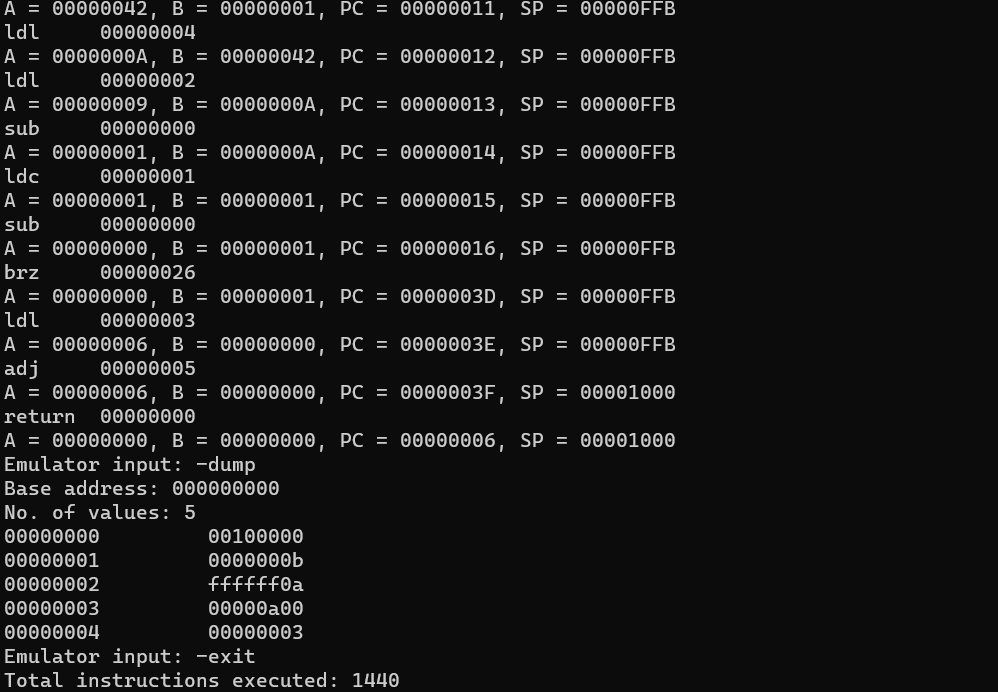 A = 00000042, B = 00000001, PC = 00000011, SP = 00000FFB
ldl     00000004
A = 0000000A, B = 00000042, PC = 00000012, SP = 00000FFB
ldl     00000002
A = 00000009, B = 0000000A, PC = 00000013, SP = 00000FFB
sub     00000000
A = 00000001, B = 0000000A, PC = 00000014, SP = 00000FFB
ldc     00000001
A = 00000001, B = 00000001, PC = 00000015, SP = 00000FFB
sub     00000000
A = 00000000, B = 00000001, PC = 00000016, SP = 00000FFB
brz     00000026
A = 00000000, B = 00000001, PC = 0000003D, SP = 00000FFB
ldl     00000003
A = 00000006, B = 00000000, PC = 0000003E, SP = 00000FFB
adj     00000005
A = 00000006, B = 00000000, PC = 0000003F, SP = 00001000
return  00000000
A = 00000000, B = 00000000, PC = 00000006, SP = 00001000
Emulator input: -dump
Base address: 000000000
No. of values: 5
00000000         00100000
00000001         0000000b
00000002         ffffff0a
00000003         00000a00
00000004         00000003
Emulator input: -exit
Total instructions executed: 1440